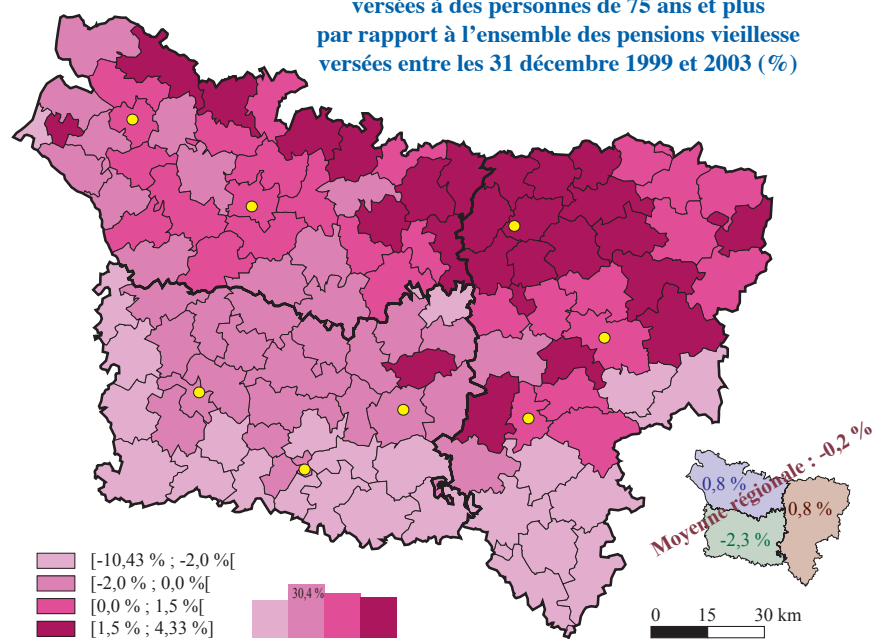 versées à des personnes de 75 ans et plus
par rapport à l'ensemble des pensions vieillesse
versées entre les 31 décembre 1999 et 2003 (%)
Moyenne régionale : -0,2 %
0,8 %
0,8 %
-2,3 %
[-10,43 % ; -2,0 %[
[-2,0 % ; 0,0 %[
[0,0 % ; 1,5 %[
[1,5 % ; 4,33 %]
30,4 %
0 15 30 km